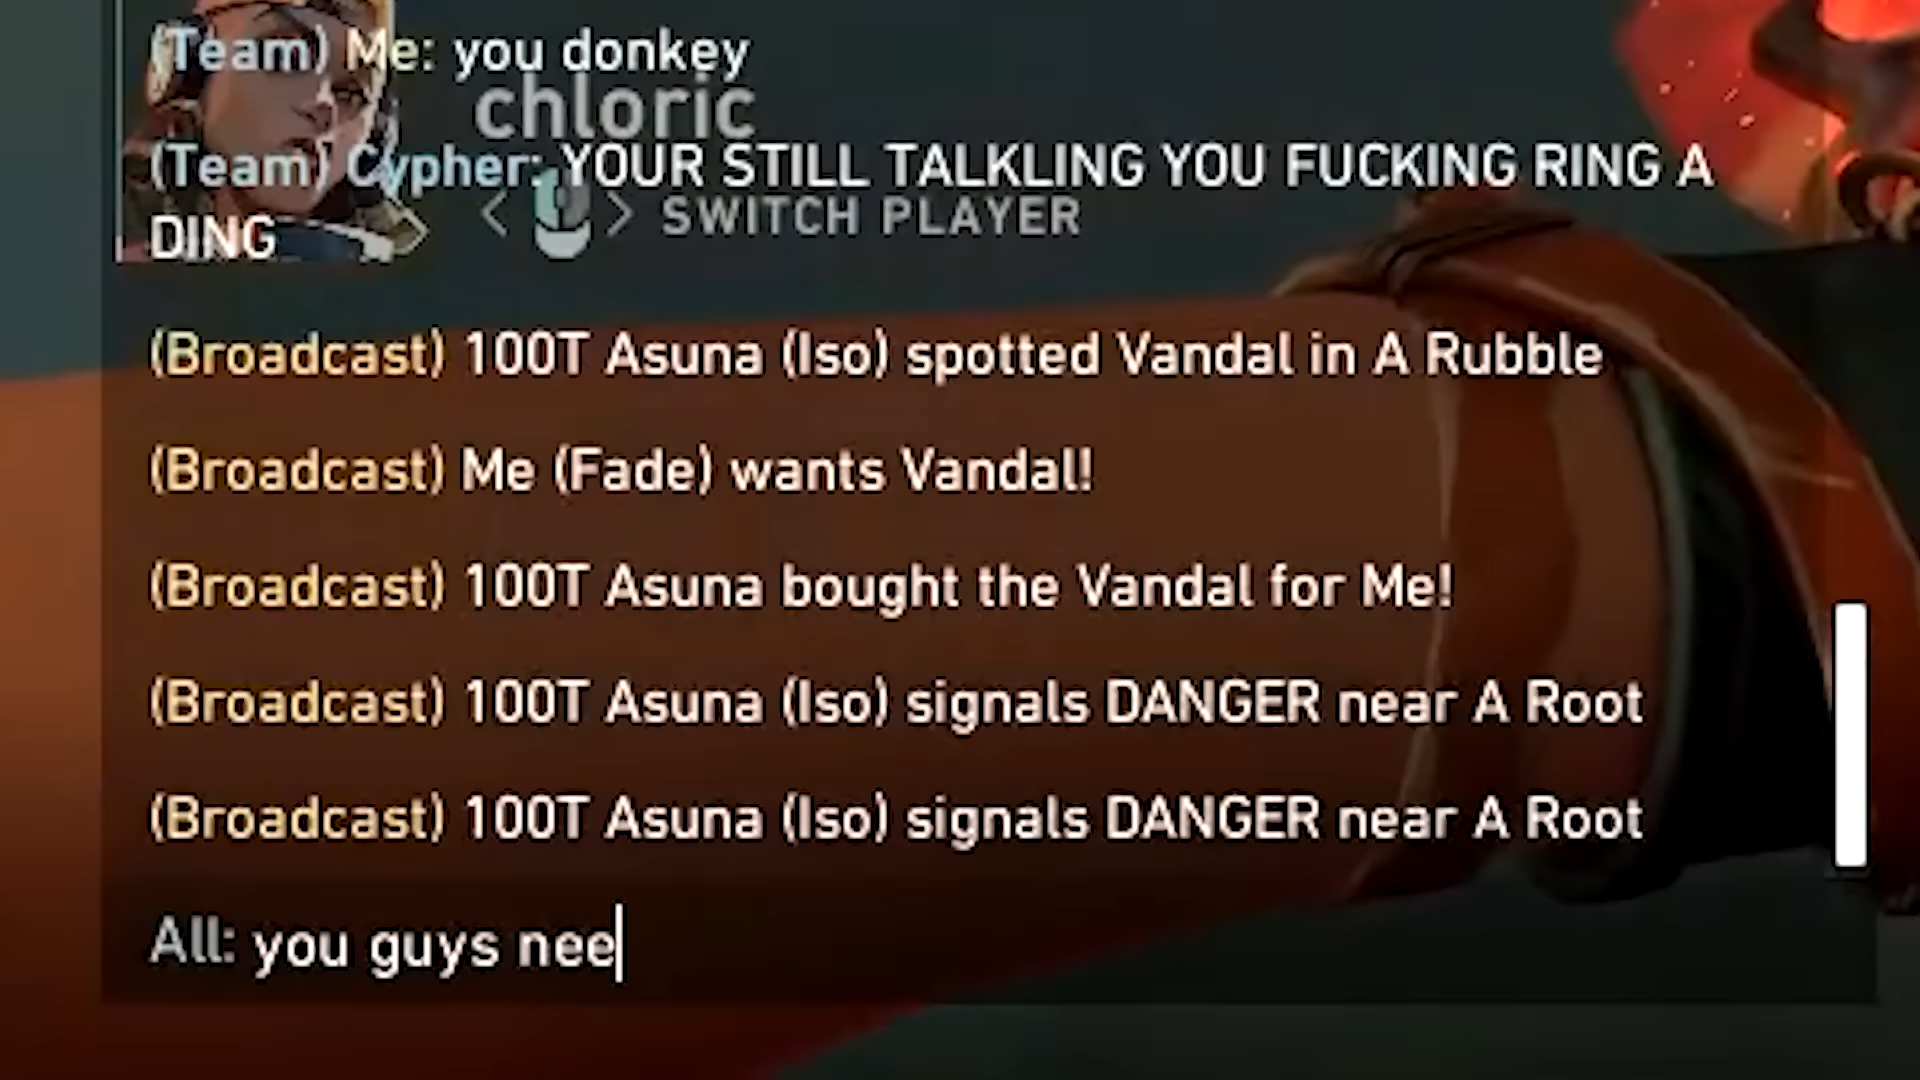 (Team) Me: you donkey
chloric
(Team) Cypher: YOUR STILL TALKLING YOU FUCKING RING A
SWITCH PLAYER
DING
(Broadcast) 100T Asuna (Iso) spotted Vandal in A Rubble
(Broadcast) Me (Fade) wants Vandal!
(Broadcast) 100T Asuna bought the Vandal for Me!
(Broadcast) 100T Asuna (Iso) signals DANGER near A Root
(Broadcast) 100T Asuna (Iso) signals DANGER near A Root
All: you guys nee